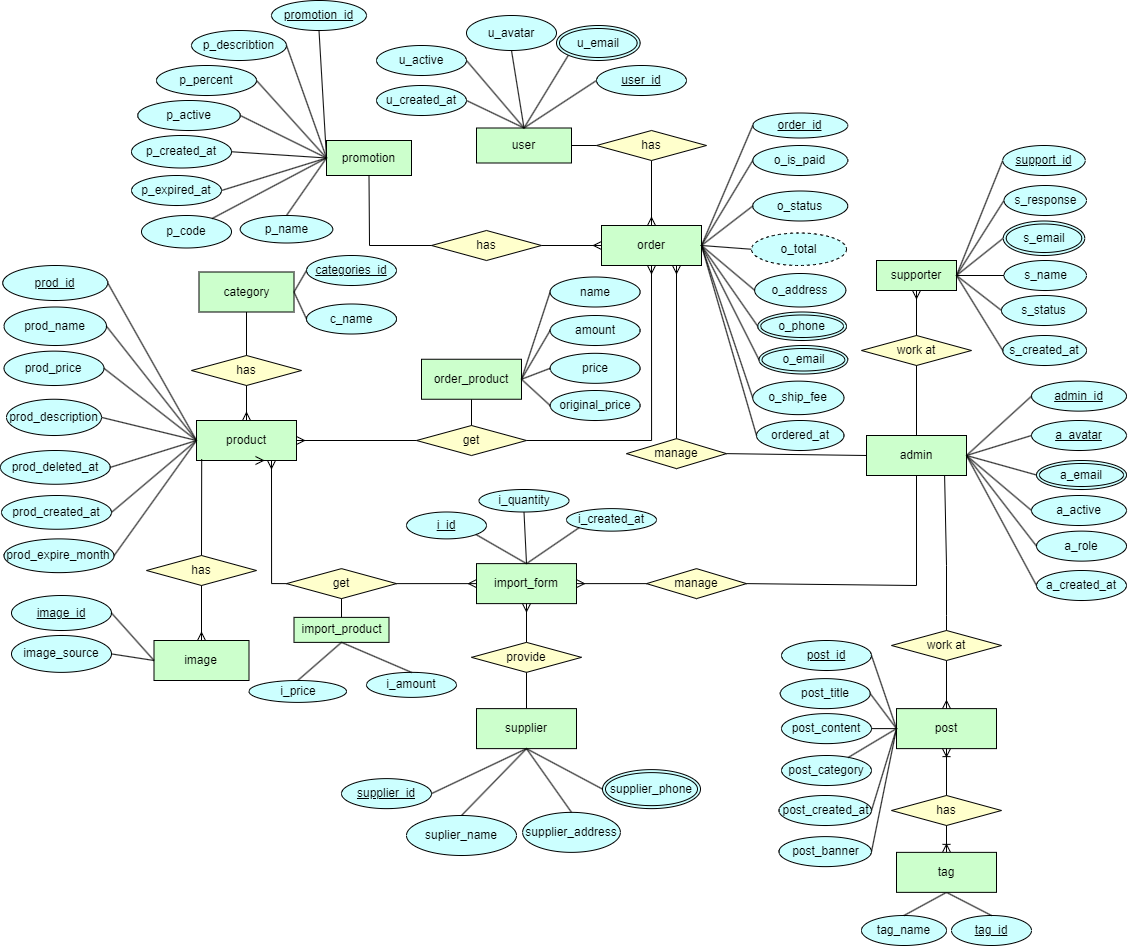 promotion_id
p_describtion
p_percent
p_active
p_created_at
p_expired_at
p_code
p_name
promotion
u_avatar
u_email
u_active
user_id
u_created_at
user
has
order_id
o_is_paid
o_status
o_total
o_address
o_phone
o_email
o_ship_fee
ordered_at
has
order
support_id
s_response
s_email
s_name
s_status
s_created_at
supporter
work at
prod_id
prod_name
prod_price
prod_description
prod_deleted_at
prod_created_at
prod_expire_month
category
categories_id
c_name
has
product
name
amount
price
original_price
order_product
get
manage
admin
admin_id
a_avatar
a_email
a_active
a_role
a_created_at
i_quantity
i_id
i_created_at
has
get
import_form
manage
image_id
image_source
image
import_product
i_price
i_amount
provide
supplier
supplier_id
suplier_name
supplier_address
supplier_phone
work at
post_id
post_title
post_content
post_category
post_created_at
post_banner
post
has
tag
tag_name
tag_id